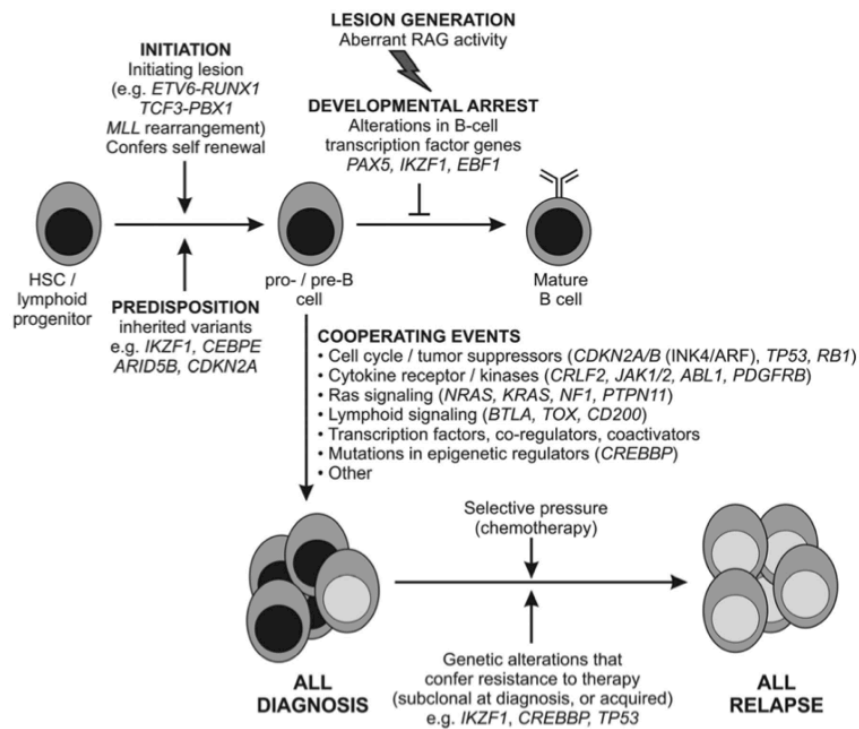 LESION GENERATION
Aberrant RAG activity
INITIATION
Initiating lesion
(e.g. ETV6-RUNX1
TCF3-PBX1
MLL rearrangement)
Confers self renewal
DEVELOPMENTAL ARREST
Alterations in B-cell
transcription factor genes
PAX5, IKZF1, EBF1
HSC /
lymphoid
progenitor
pro- / pre-B
cell
Mature
B cell
PREDISPOSITION
inherited variants
e.g. IKZF1, CEBPE
ARID5B, CDKN2A
COOPERATING EVENTS
• Cell cycle / tumor suppressors (CDKN2A/B (INK4/ARF), TP53, RB1)
• Cytokine receptor / kinases (CRLF2, JAK1/2, ABL1, PDGFRB)
• Ras signaling (NRAS, KRAS, NF1, PTPN11)
• Lymphoid signaling (BTLA, TOX, CD200)
• Transcription factors, co-regulators, coactivators
• Mutations in epigenetic regulators (CREBBP)
• Other
Selective pressure
(chemotherapy)
ALL
DIAGNOSIS
Genetic alterations that
confer resistance to therapy
(subclonal at diagnosis, or acquired)
e.g. IKZF1, CREBBP, TP53
ALL
RELAPSE